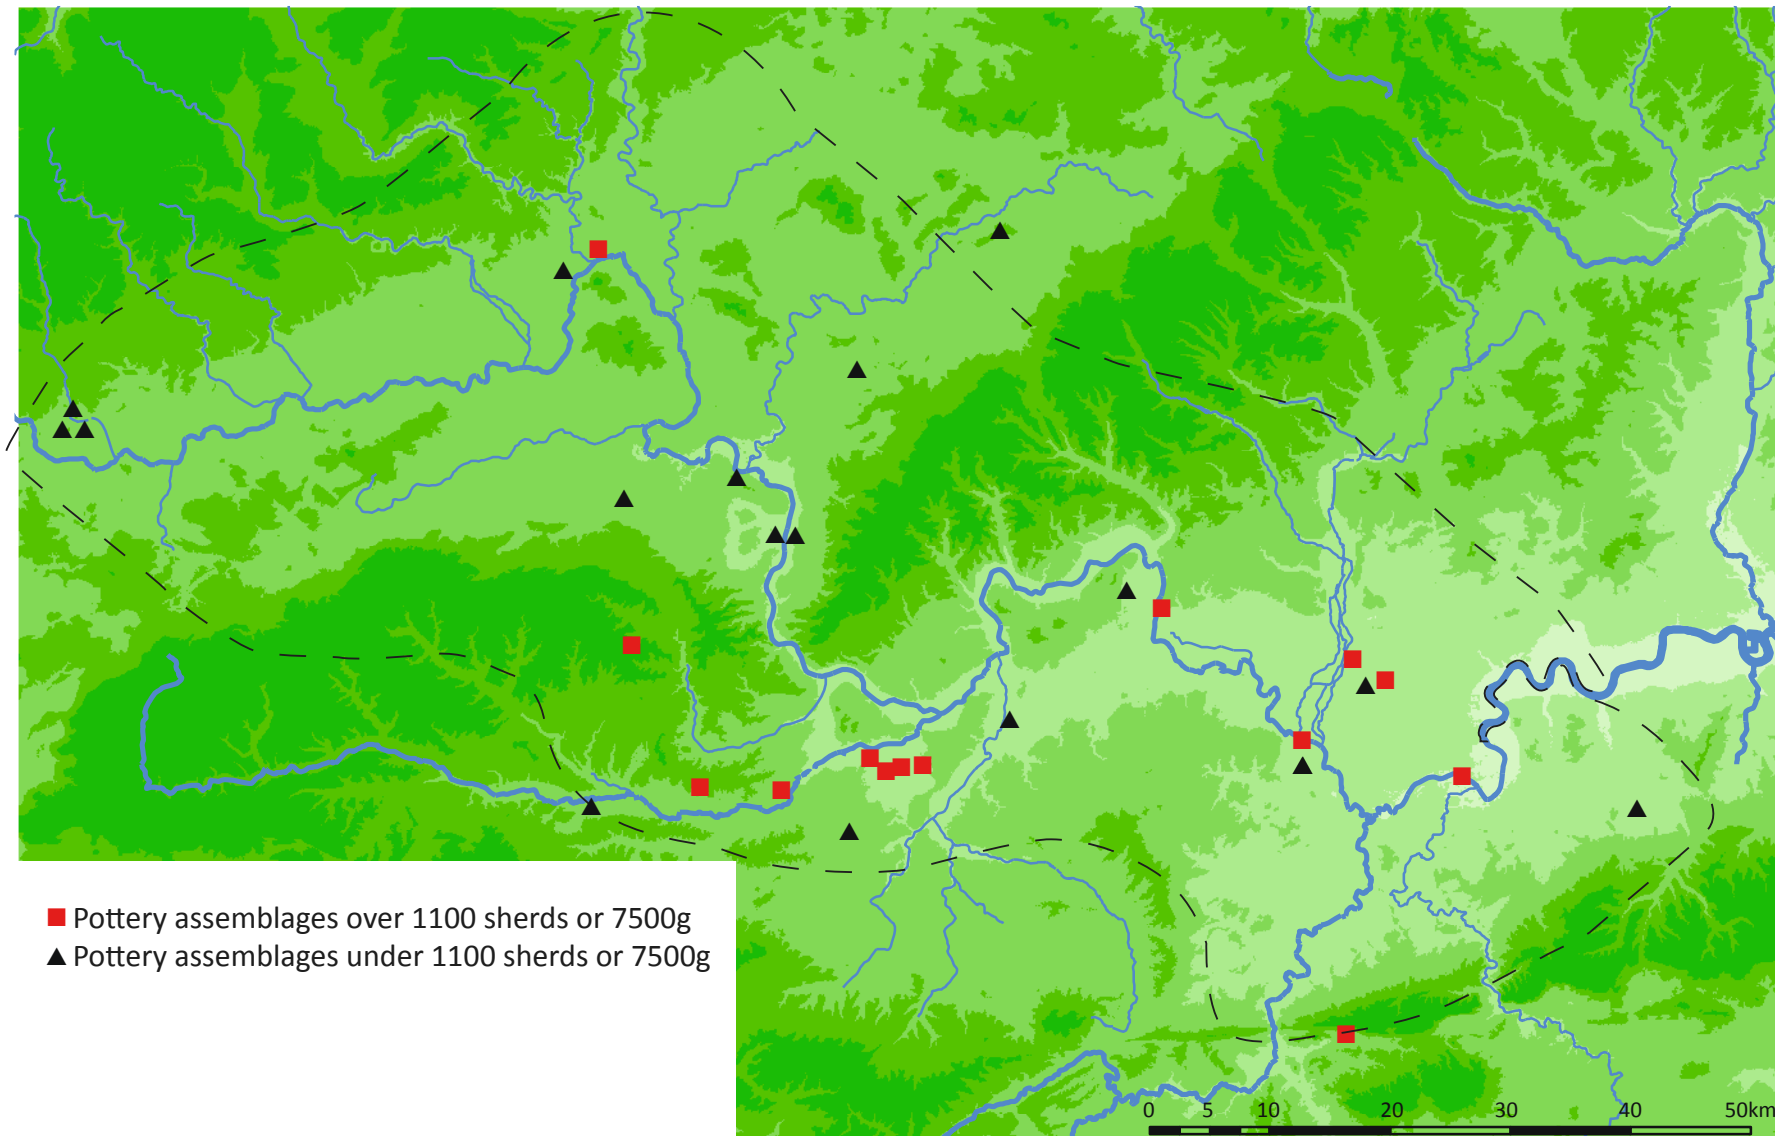 Pottery assemblages over 1100 sherds or 7500g
Pottery assemblages under 1100 sherds or 7500g
0 5 10 20 30 40 50km